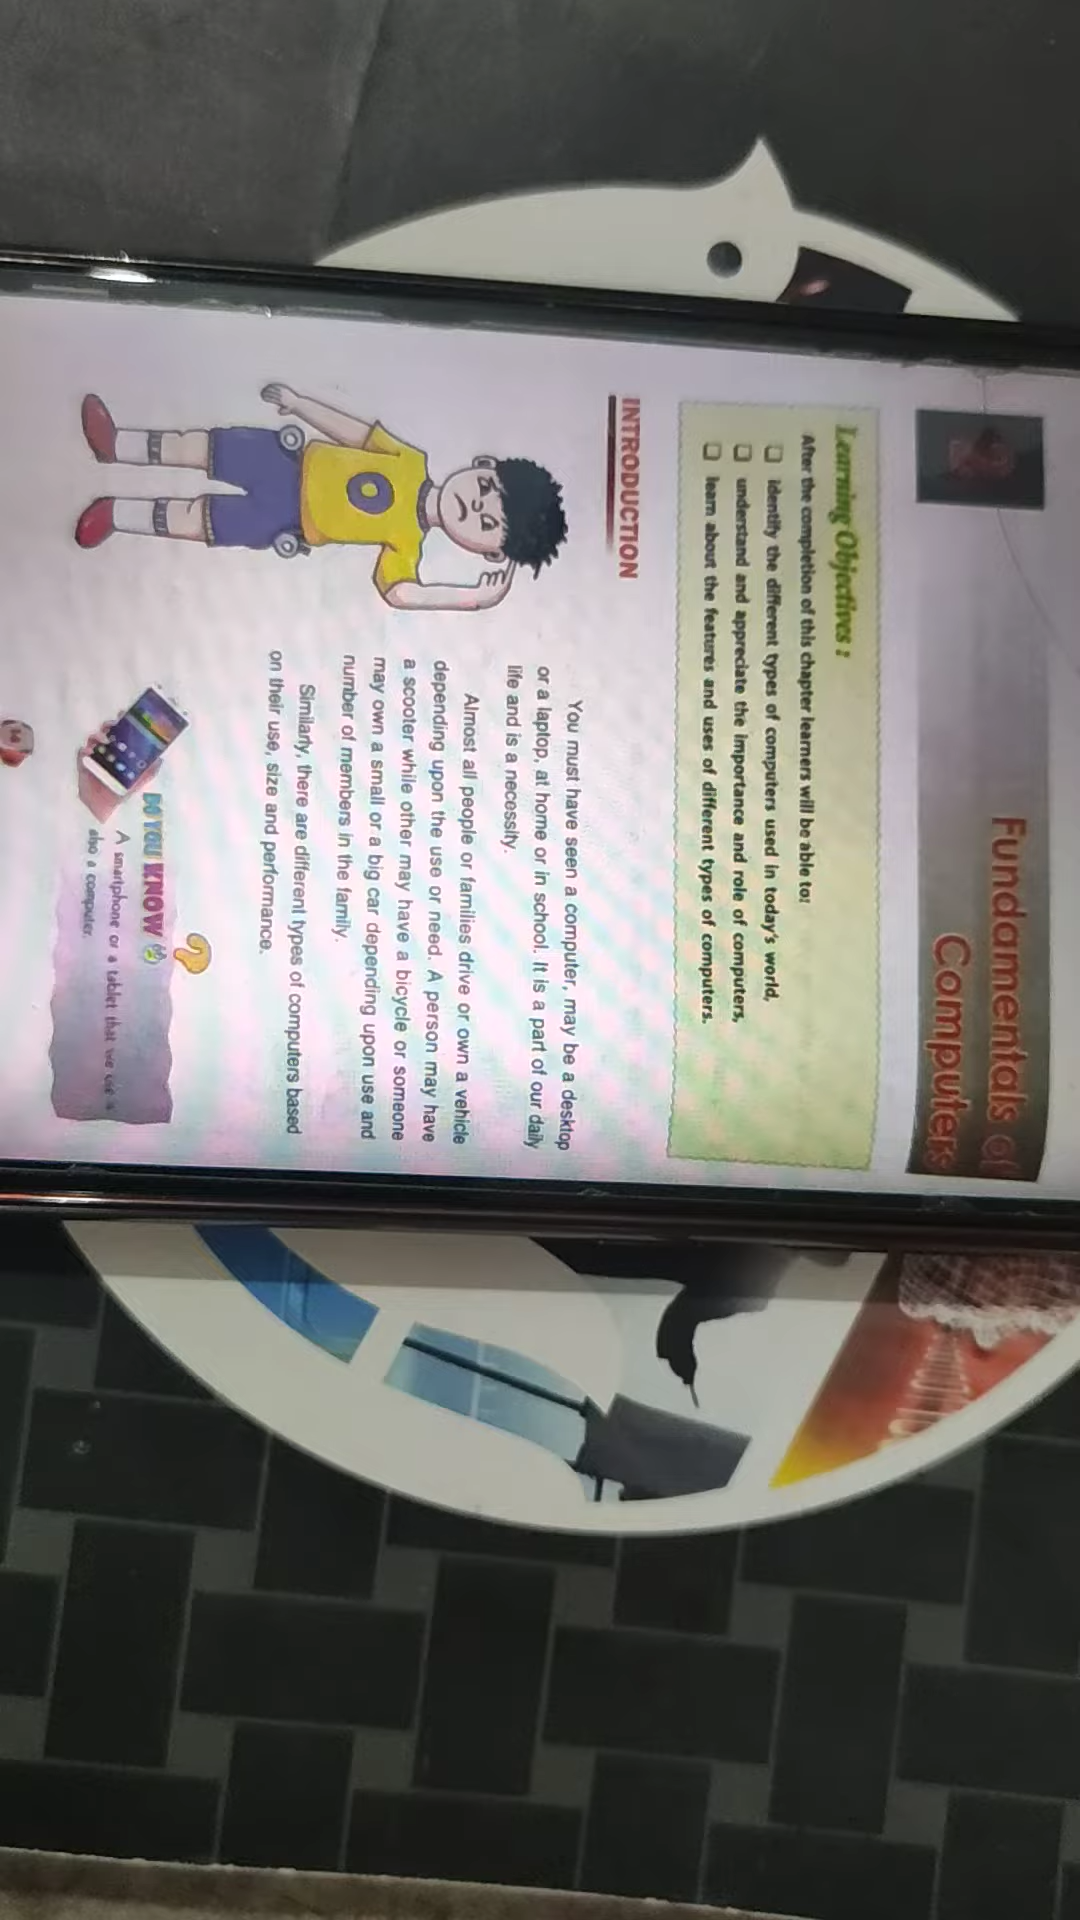 Fundamentals of
Computers
Learning Objectives :
After the completion of this chapter learners will be able to:
❑ identify the different types of computers used in today's world,
❑ understand and appreciate the importance and role of computers,
❑ learn about the features and uses of different types of computers.
INTRODUCTION
You must have seen a computer, may be a desktop
or a laptop, at home or in school. It is a part of our daily
life and is a necessity.
Almost all people or families drive or own a vehicle
depending upon the use or need. A person may have
a scooter while other may have a bicycle or someone
may own a small or a big car depending upon use and
number of members in the family.
Similarly, there are different types of computers based
on their use, size and performance.
DO YOU KNOW
A smartphone or a tablet that we use is
also a computer.